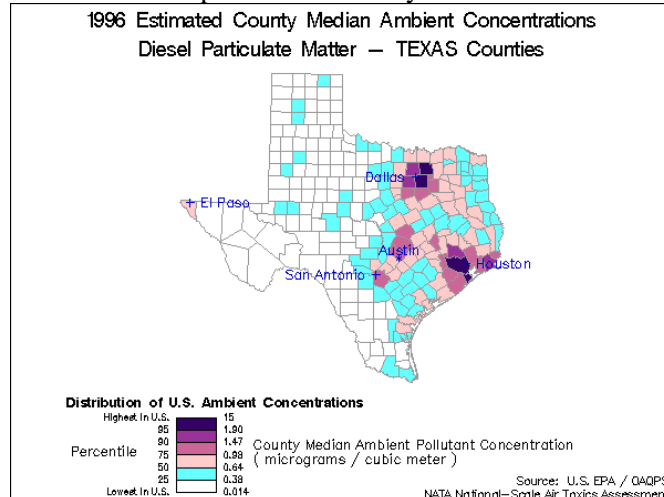 1996 Estimated County Median Ambient Concentrations
Diesel Particulate Matter — TEXAS Counties
Dallas
El Paso
Austin
Houston
San Antonio
Distribution of U.S. Ambient Concentrations
Highest In U.S. 15
95 1.90
90 1.47
Percentile 75 0.98 County Median Ambient Pollutant Concentration
50 0.64 ( micrograms / cubic meter )
25 0.38
Lowest In U.S. 0.014
Source: U.S. EPA / OAQPS
NATA National-Scale Air Toxics Assessment